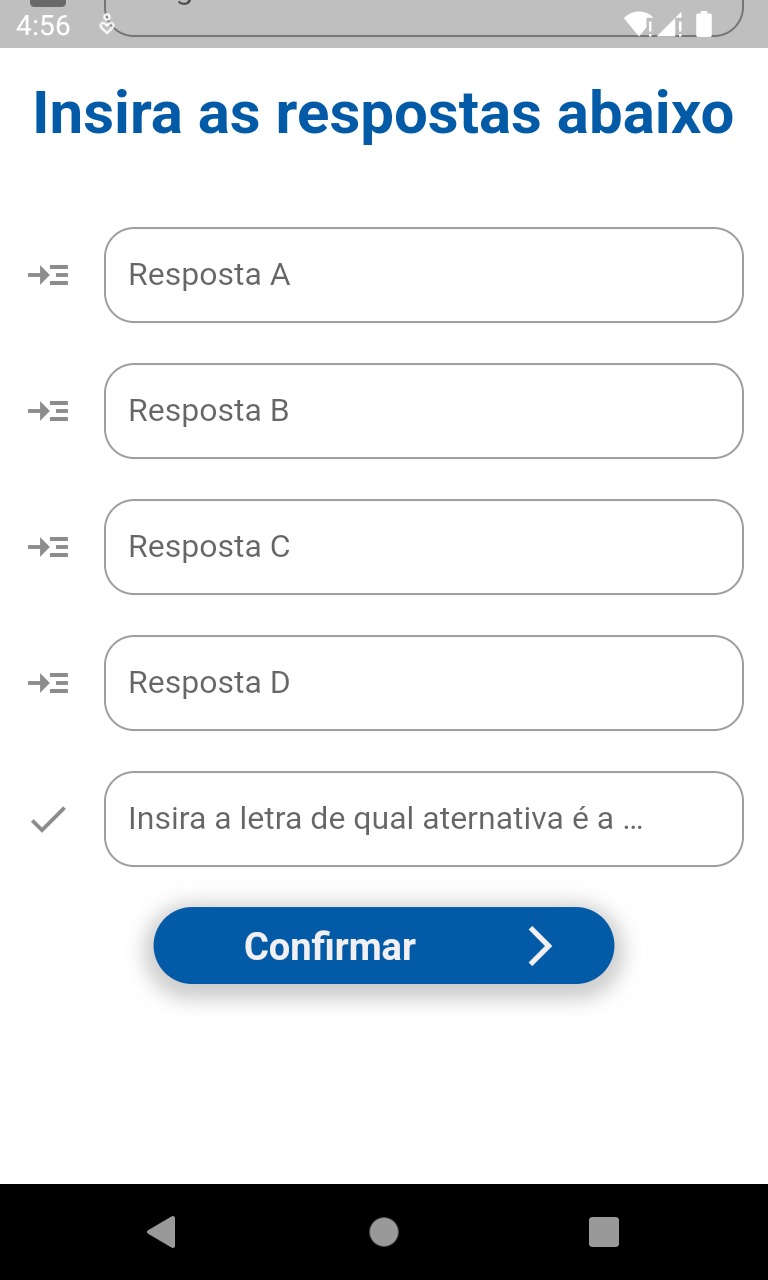 4:56
Insira as respostas abaixo
Resposta A
Resposta B
Resposta C
Resposta D
Insira a letra de qual aternativa é a ...
Confirmar